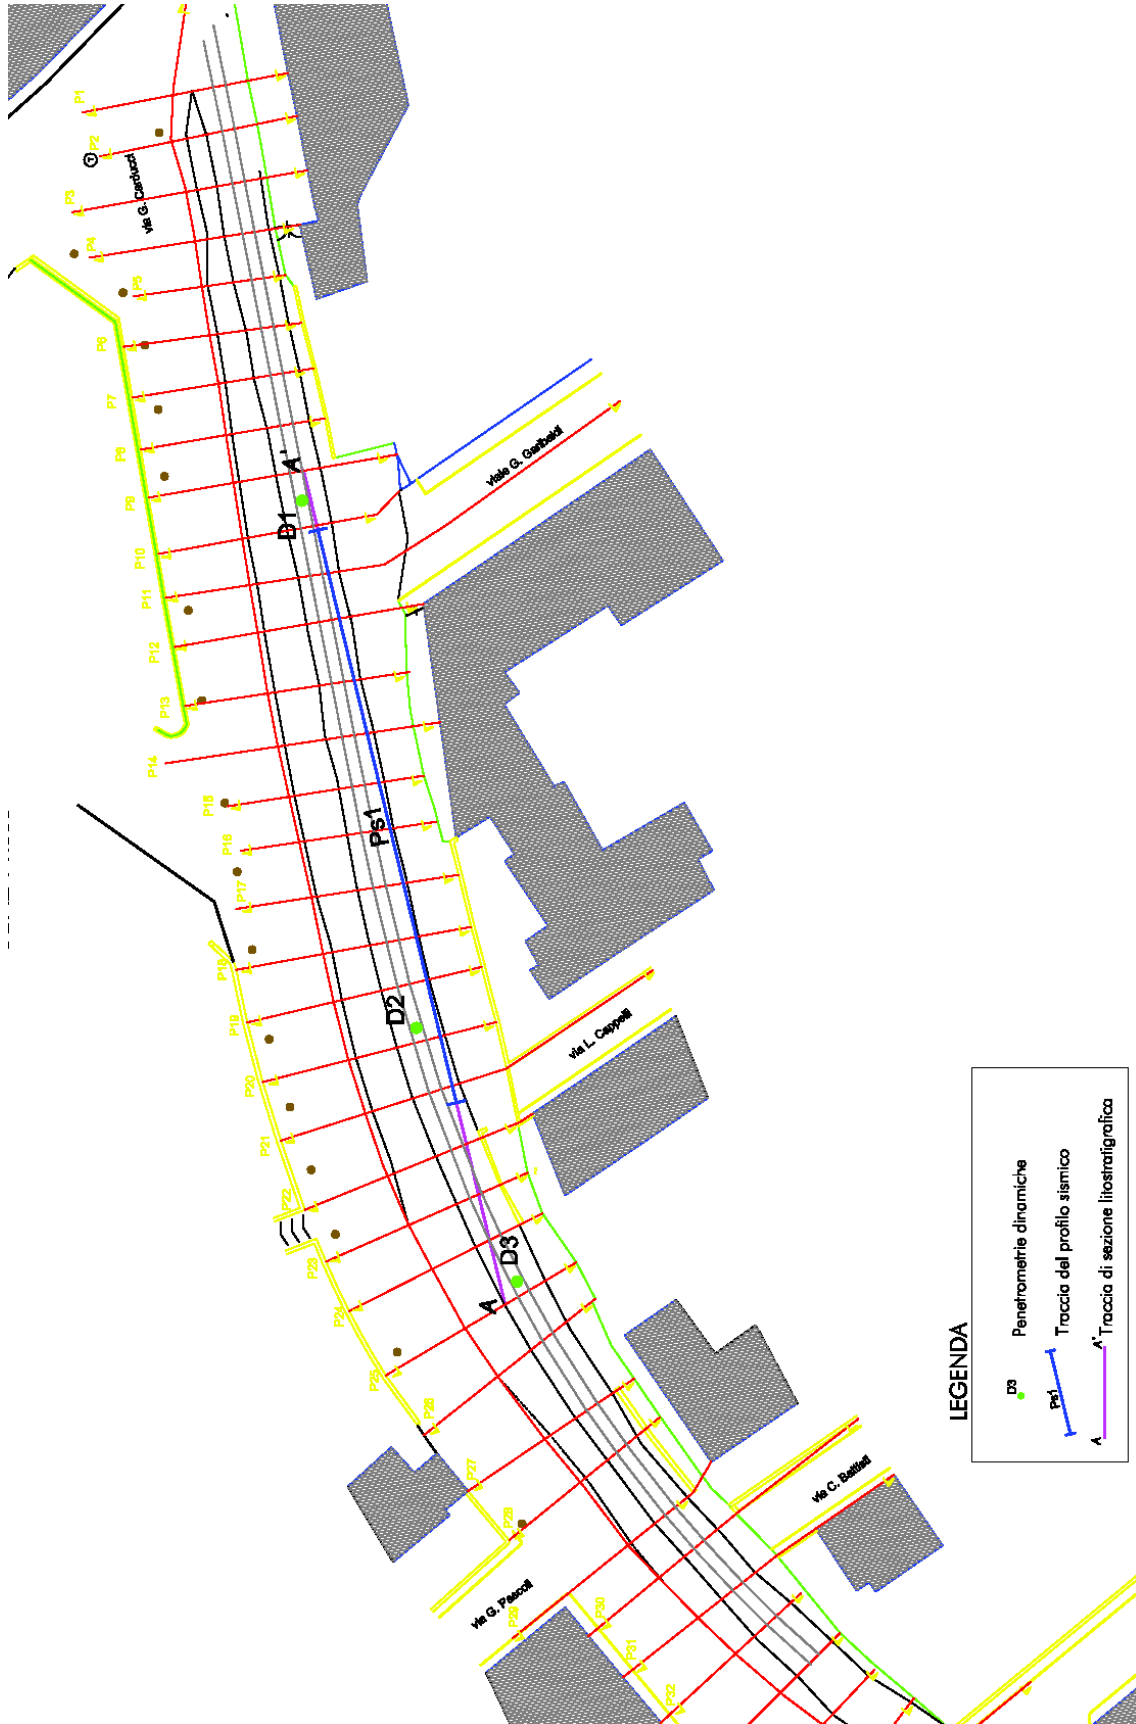 P1
P2
T
via G. Carducci
P3
P4
P5
P6
P7
P8
P9
A'
D1
viale G. Garibaldi
P10
P11
P12
P13
P14
P15
Ps1
P16
P17
P18
P19
D2
via L. Cappelli
P20
P21
P22
P23
D3
A
P24
P25
P26
P27
P28
via C. Battisti
via G. Pascoli
P29
P30
P31
P32
LEGENDA
D3 Penetrometrie dinamiche
Ps1 Traccia del profilo sismico
A A' Traccia di sezione litostratigrafica